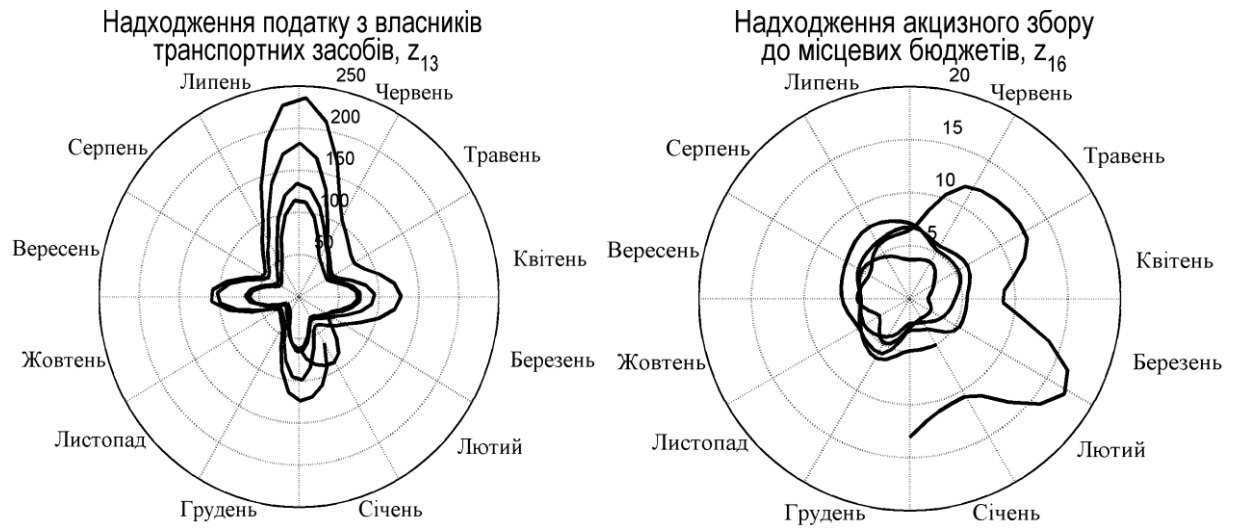 Надходження податку з власників
транспортних засобів, z13
250
Липень
Червень
200
Серпень
150
Травень
100
50
Вересень
Квітень
Жовтень
Березень
Листопад
Лютий
Грудень
Січень
Надходження акцизного збору
до місцевих бюджетів, z16
20
Липень
Червень
15
Серпень
Травень
10
5
Вересень
Квітень
Жовтень
Березень
Листопад
Лютий
Грудень
Січень